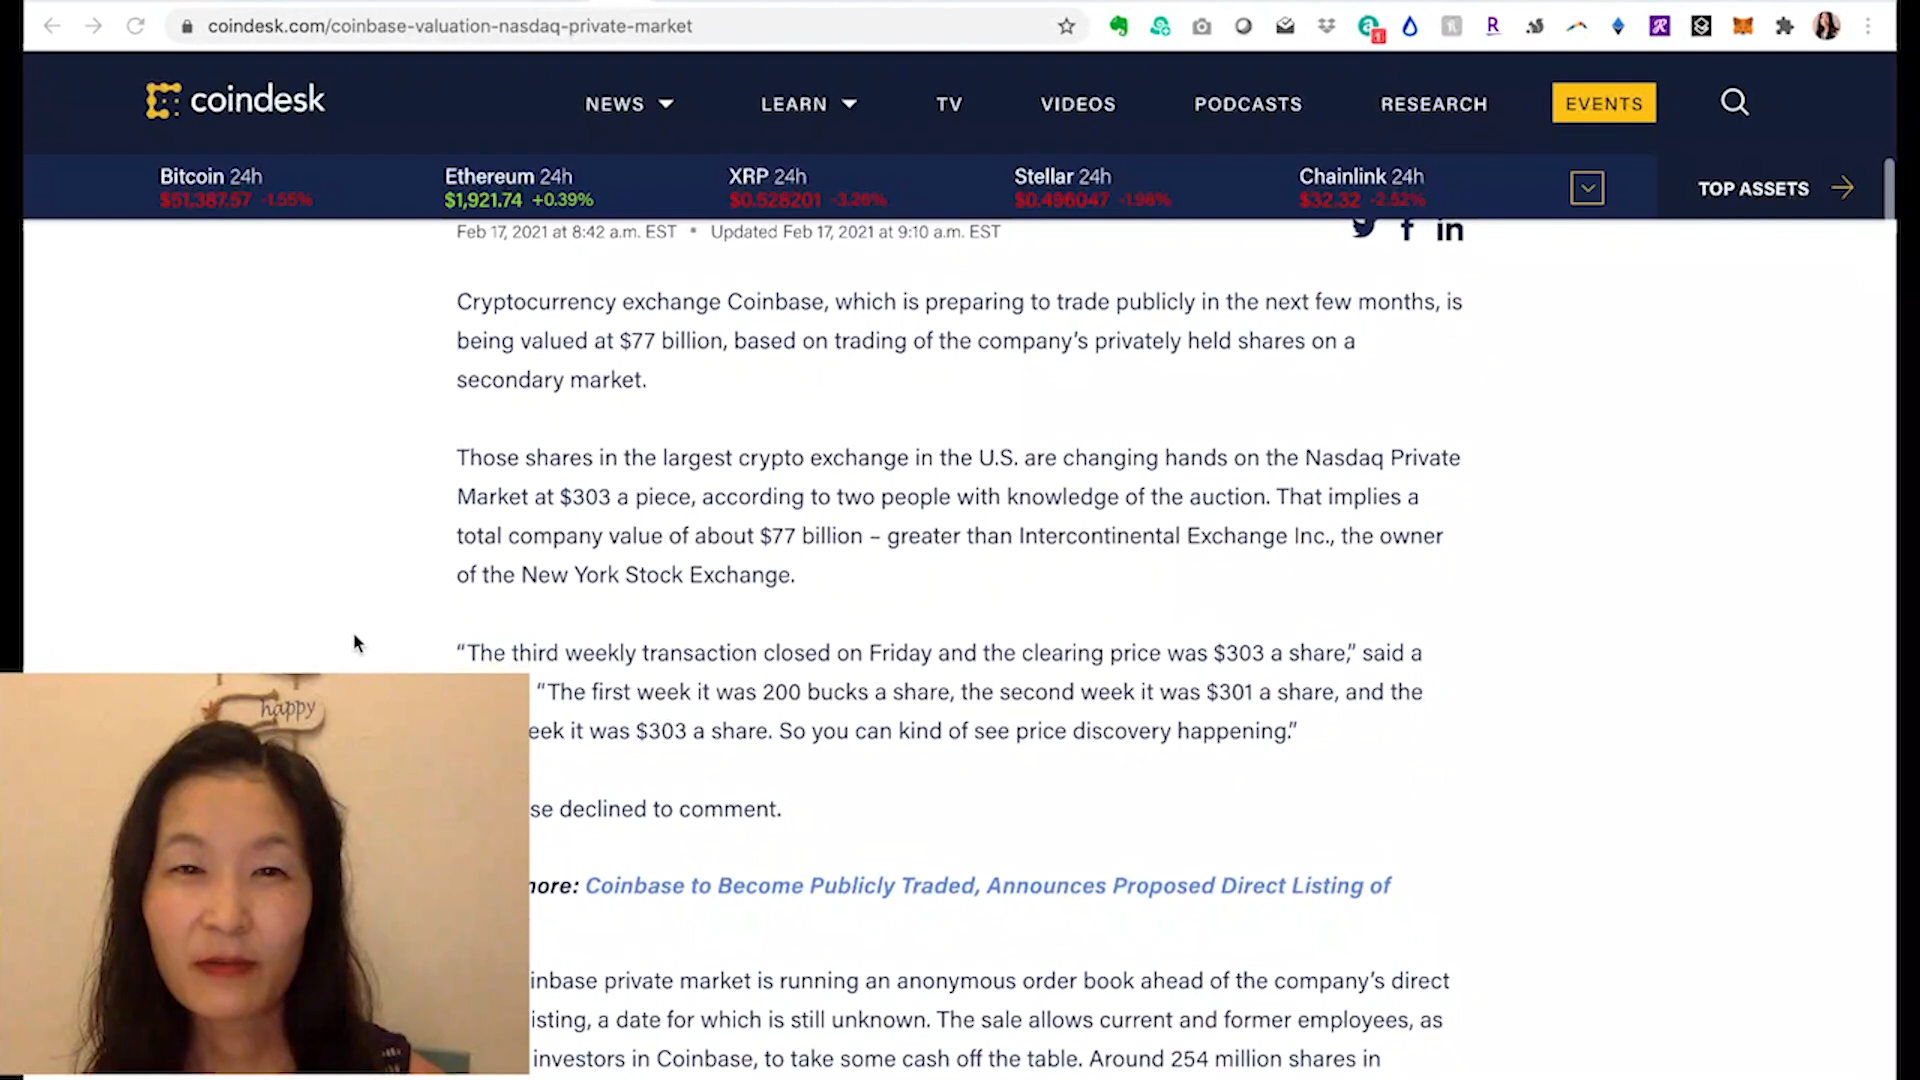 coindesk.com/coinbase-valuation-nasdaq-private-market
coindesk
NEWS
LEARN
TV
VIDEOS
PODCASTS
RESEARCH
EVENTS
Bitcoin 24h
$51,387.57 -1.55%
Ethereum 24h
$1,921.74 +0.39%
XRP 24h
$0.528201 -3.26%
Stellar 24h
$0.496047 -1.98%
Chainlink 24h
$32.32 -2.52%
TOP ASSETS
Feb 17, 2021 at 8:42 a.m. EST • Updated Feb 17, 2021 at 9:10 a.m. EST
Cryptocurrency exchange Coinbase, which is preparing to trade publicly in the next few months, is
being valued at $77 billion, based on trading of the company’s privately held shares on a
secondary market.
Those shares in the largest crypto exchange in the U.S. are changing hands on the Nasdaq Private
Market at $303 a piece, according to two people with knowledge of the auction. That implies a
total company value of about $77 billion – greater than Intercontinental Exchange Inc., the owner
of the New York Stock Exchange.
“The third weekly transaction closed on Friday and the clearing price was $303 a share,” said a
“The first week it was 200 bucks a share, the second week it was $301 a share, and the
eek it was $303 a share. So you can kind of see price discovery happening.”
se declined to comment.
ore: Coinbase to Become Publicly Traded, Announces Proposed Direct Listing of
inbase private market is running an anonymous order book ahead of the company’s direct
isting, a date for which is still unknown. The sale allows current and former employees, as
investors in Coinbase, to take some cash off the table. Around 254 million shares in
happy